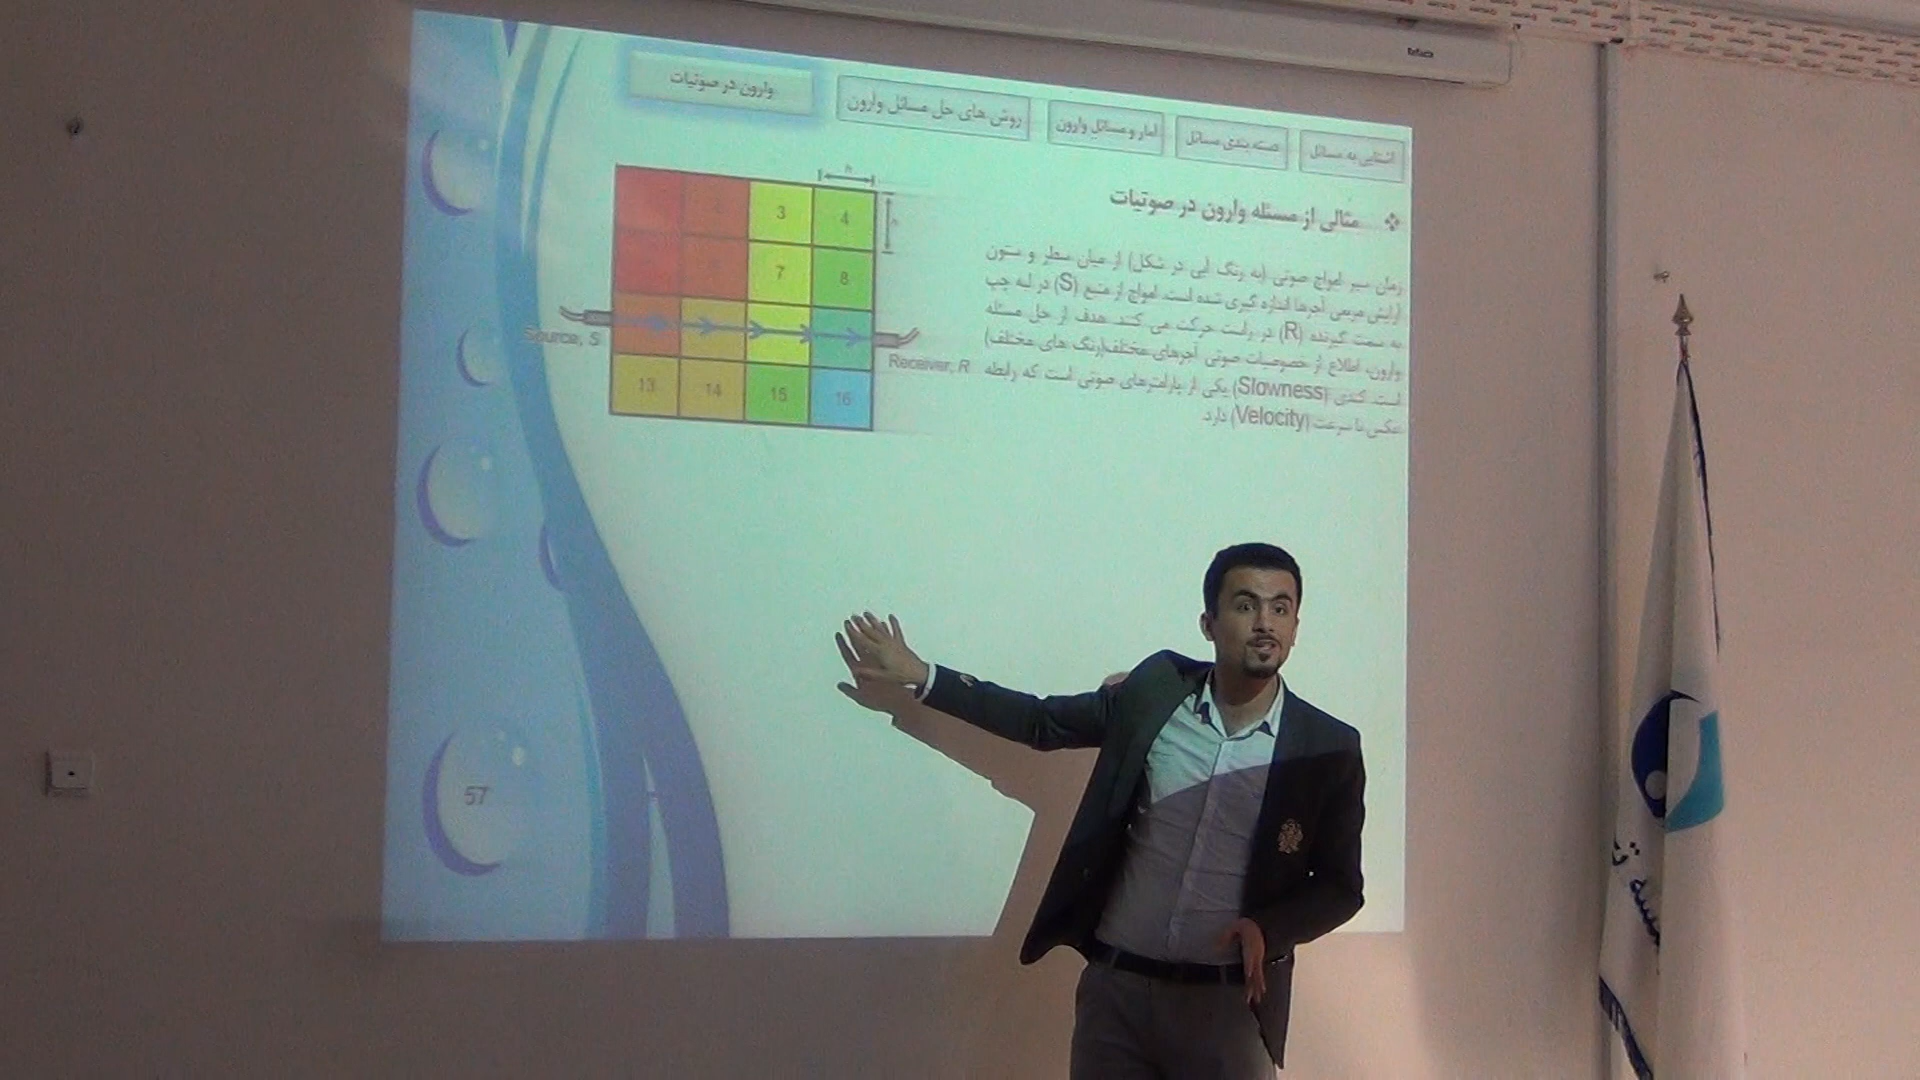 آشنایی به مسائل
دسته بندی مسائل
آمار و مسائل وارون
روش های حل مسائل وارون
وارون در صوتیات
مثالی از مسئله وارون در صوتیات
زمان سیر امواج صوتی (به رنگ آبی در شکل) از میان سطر و ستون
آرایش مربعی آجرها اندازه گیری شده است. امواج از منبع (S) در لبه چپ
به سمت گیرنده (R) در راست حرکت می کنند. هدف از حل مسئله
وارون، اطلاع از خصوصیات صوتی آجرهای مختلف(رنگ های مختلف)
است. کندی (Slowness) یکی از پارامترهای صوتی است که رابطه
عکس با سرعت (Velocity) دارد.
h
3
4
h
7
8
Source, S
Receiver, R
13
14
15
16
57